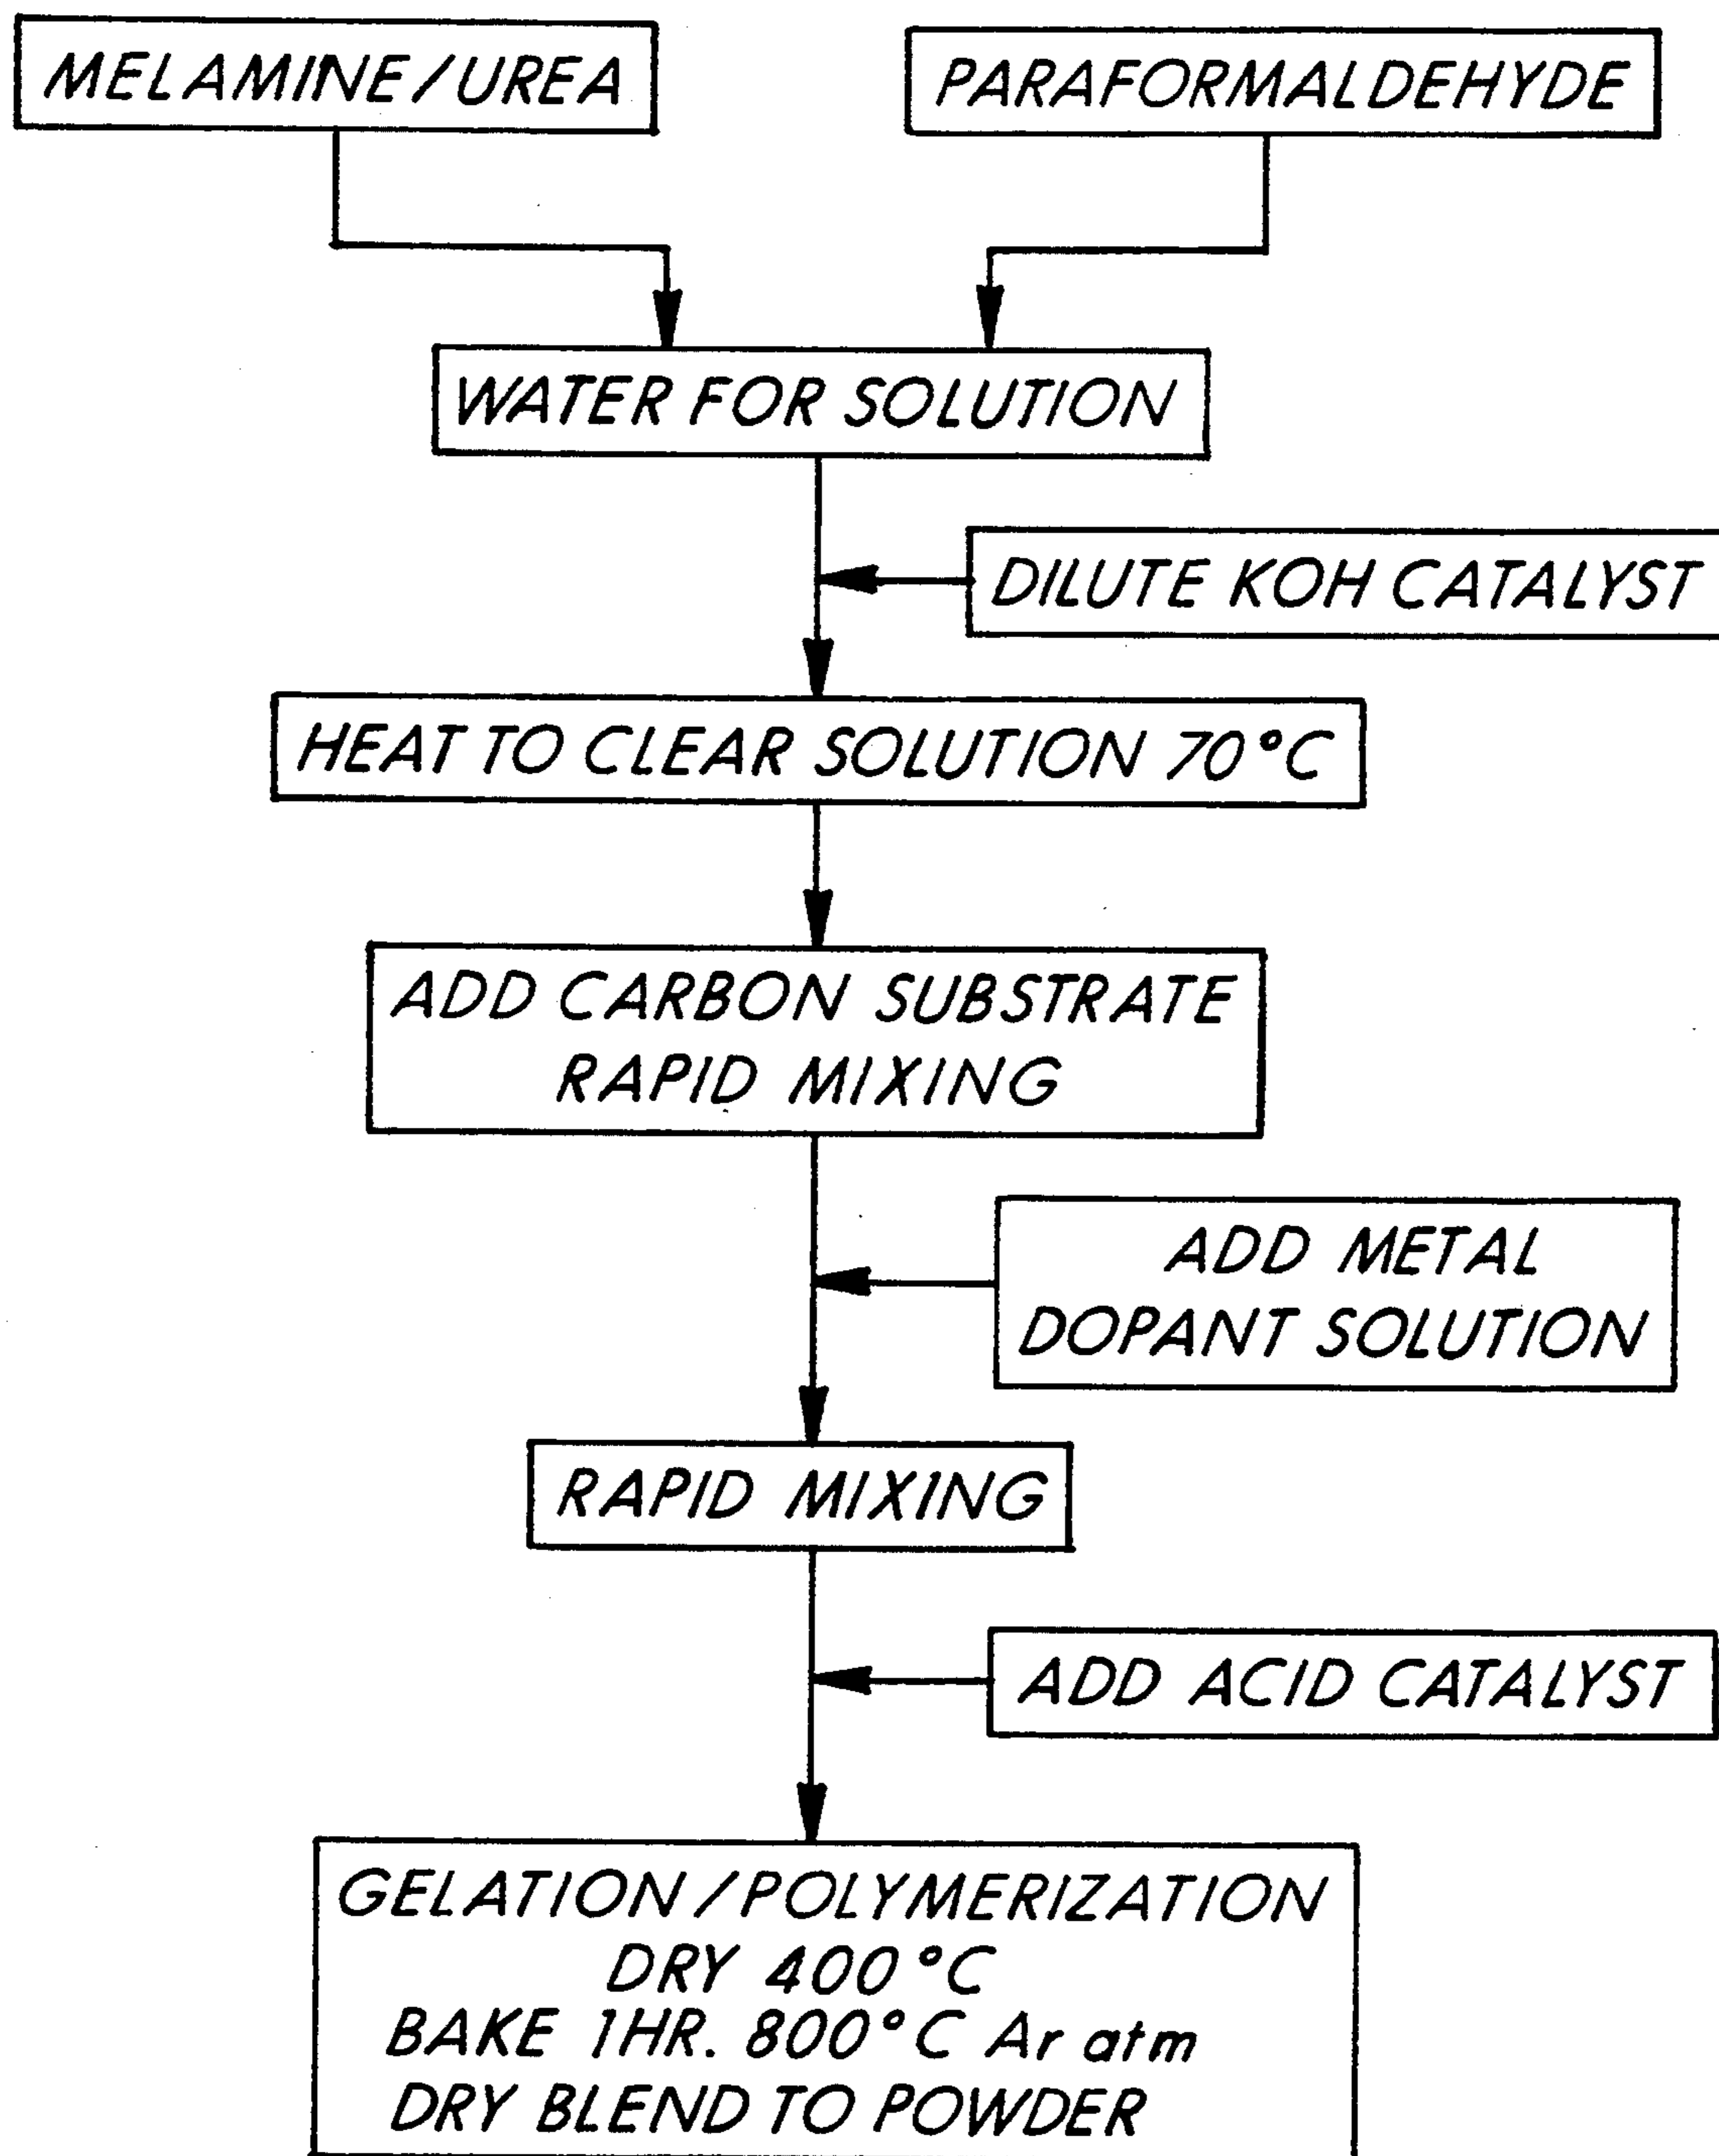 MELAMINE/UREA
PARAFORMALDEHYDE
WATER FOR SOLUTION
DILUTE KOH CATALYST
HEAT TO CLEAR SOLUTION 70°C
ADD CARBON SUBSTRATE
RAPID MIXING
ADD METAL
DOPANT SOLUTION
RAPID MIXING
ADD ACID CATALYST
GELATION/POLYMERIZATION
DRY 400°C
BAKE 1HR. 800°C Ar atm
DRY BLEND TO POWDER